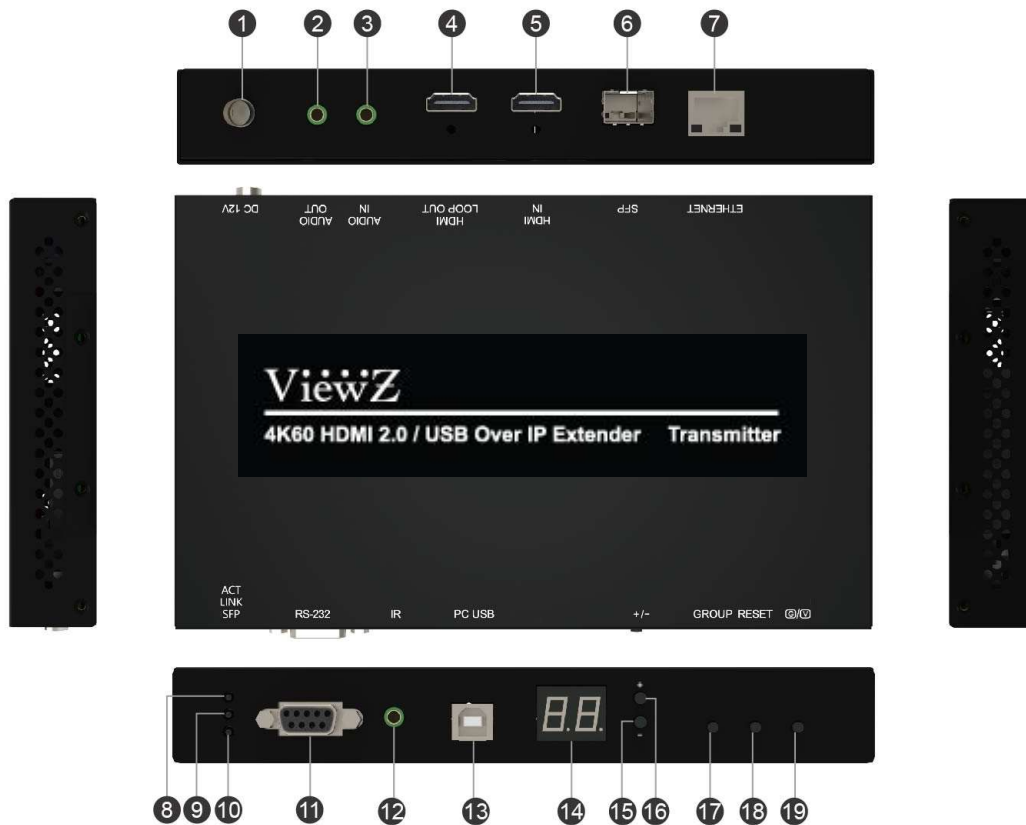 1 2 3 4 5 6 7
DC 12V
AUDIO OUT
AUDIO IN
HDMI LOOP OUT
HDMI IN
SFP
ETHERNET
ViewZ
4K60 HDMI 2.0 / USB Over IP Extender Transmitter
ACT
LINK
SFP
RS-232 IR PC USB +/- GROUP RESET G/V
+
8.8.
-
8 9 10 11 12 13 14 15 16 17 18 19